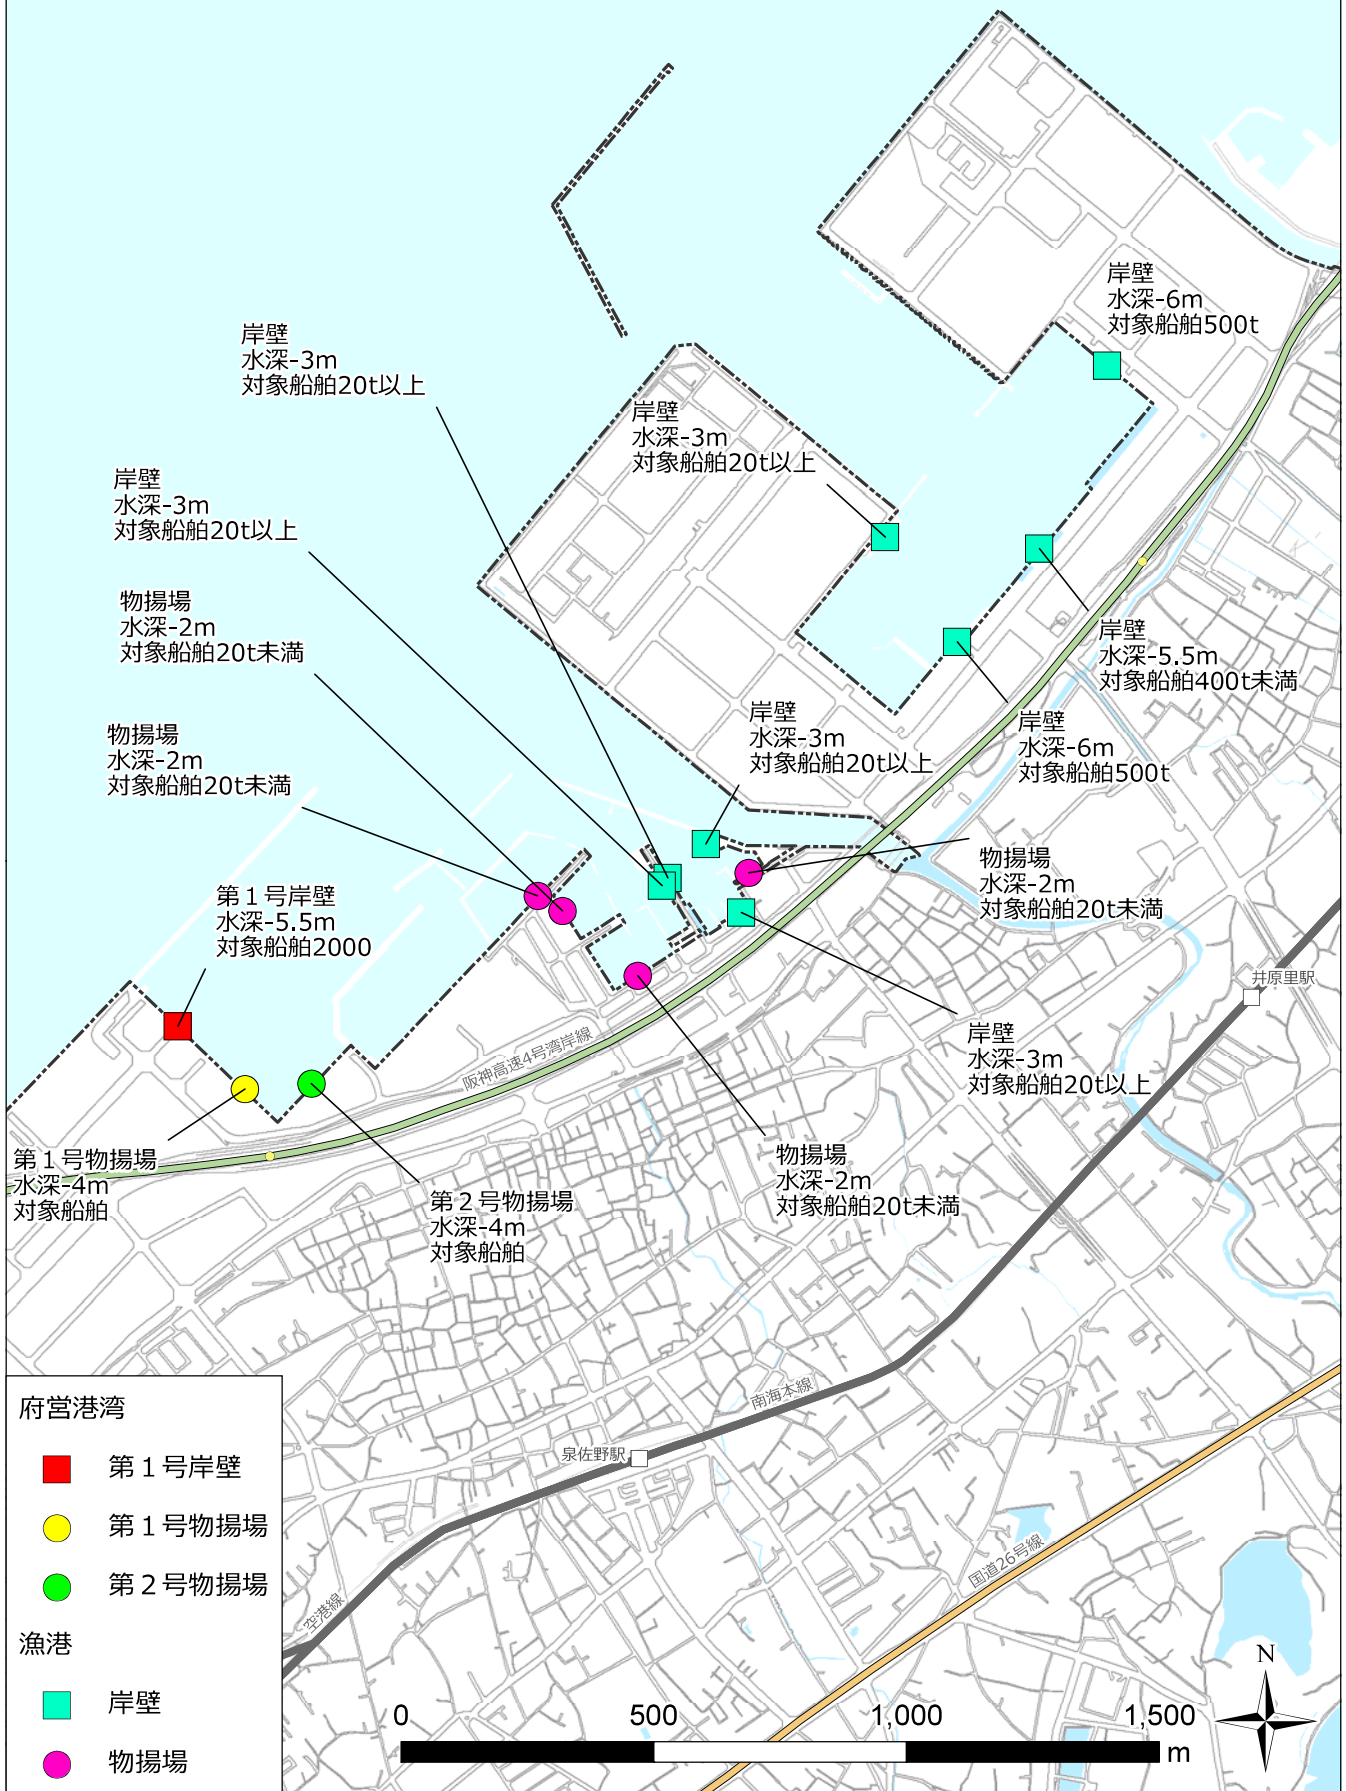 岸壁
水深-6m
対象船舶500t
岸壁
水深-3m
対象船舶20t以上
岸壁
水深-3m
対象船舶20t以上
岸壁
水深-3m
対象船舶20t以上
物揚場
水深-2m
対象船舶20t未満
岸壁
水深-5.5m
対象船舶400t未満
岸壁
水深-3m
対象船舶20t以上
岸壁
水深-6m
対象船舶500t
物揚場
水深-2m
対象船舶20t未満
物揚場
水深-2m
対象船舶20t未満
第1号岸壁
水深-5.5m
対象船舶2000
井原里駅
岸壁
水深-3m
対象船舶20t以上
阪神高速4号湾岸線
物揚場
水深-2m
対象船舶20t未満
第1号物揚場
水深-4m
対象船舶
第2号物揚場
水深-4m
対象船舶
南海本線
泉佐野駅
国道26号線
空港線
府営港湾
第1号岸壁
第1号物揚場
第2号物揚場
漁港
岸壁
物揚場
0 500 1,000 1,500
m
N